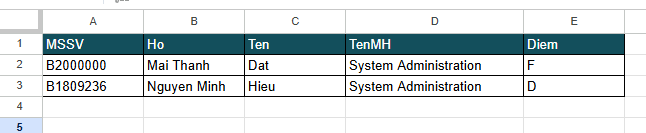 A B C D E
1 MSSV Ho Ten TenMH Diem
2 B2000000 Mai Thanh Dat System Administration F
3 B1809236 Nguyen Minh Hieu System Administration D
4
5